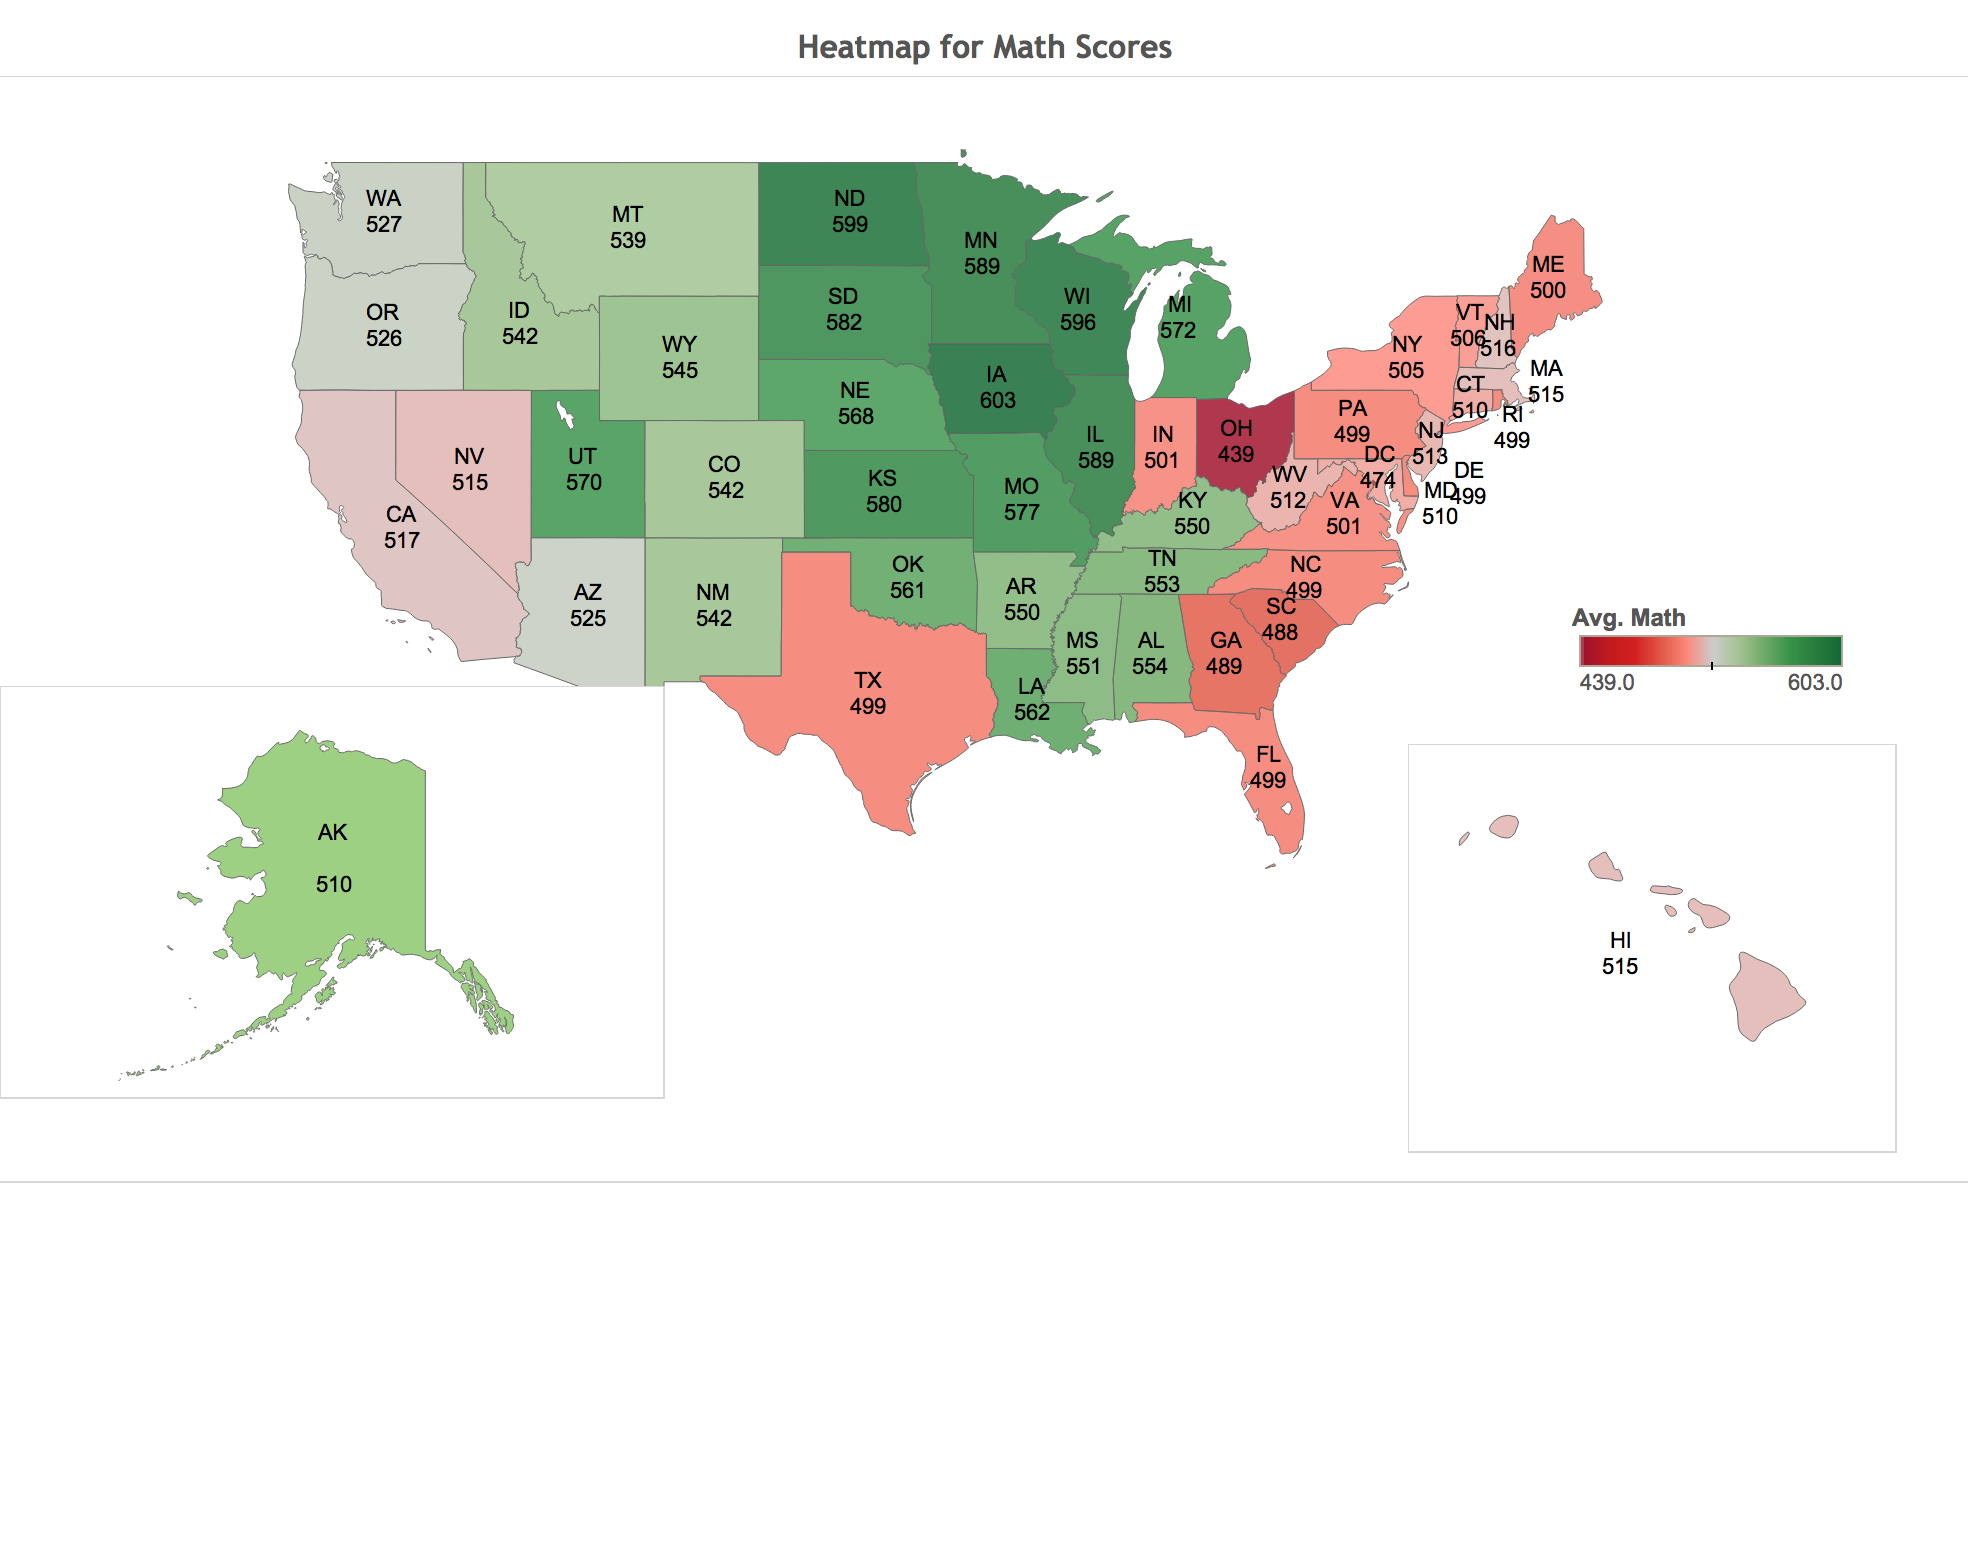 Heatmap for Math Scores
WA
527
MT
539
ND
599
MN
589
OR
526
ID
542
WY
545
SD
582
WI
596
MI
572
ME
500
VT
506
NH
516
NY
505
MA
515
NE
568
IA
603
CT
510
RI
499
PA
499
NJ
513
NV
515
UT
570
CO
542
KS
580
MO
577
IL
589
IN
501
OH
439
WV
512
DC
474
DE
499
MD
510
VA
501
KY
550
CA
517
AZ
525
NM
542
OK
561
AR
550
TN
553
NC
499
SC
488
TX
499
LA
562
MS
551
AL
554
GA
489
FL
499
Avg. Math
439.0 603.0
AK
510
HI
515